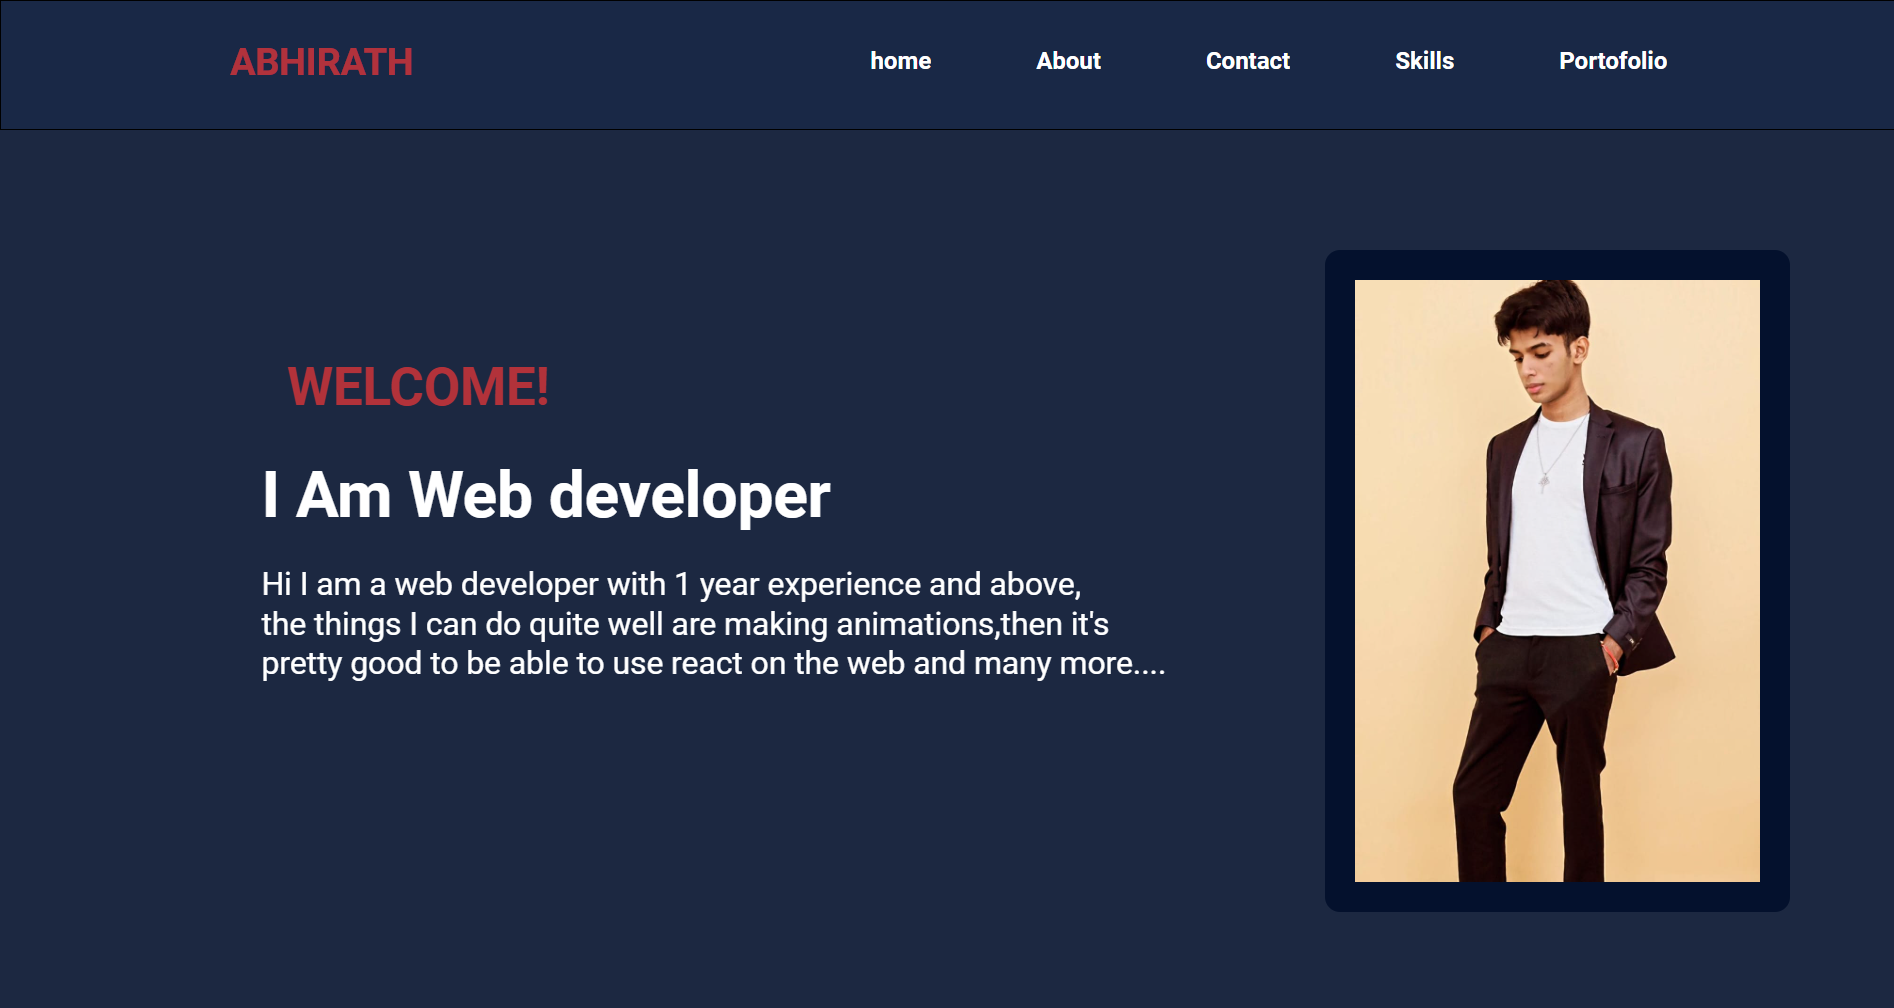 ABHIRATH
home
About
Contact
Skills
Portofolio
WELCOME!
I Am Web developer
Hi I am a web developer with 1 year experience and above,
the things I can do quite well are making animations,then it's
pretty good to be able to use react on the web and many more....